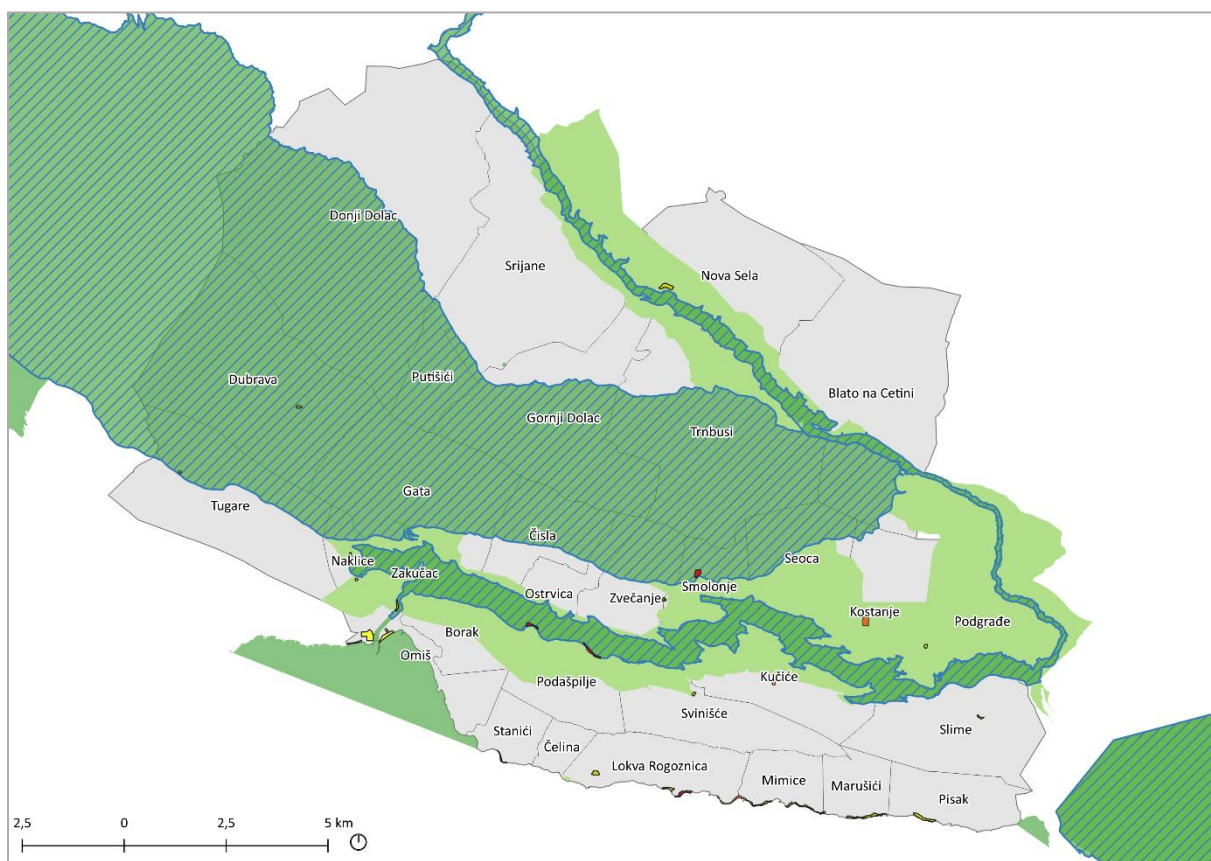 Donji Dolac
Srijane
Nova Sela
Dubrava
Putišići
Blato na Cetini
Gornji Dolac
Trnbusi
Gata
Tugare
Čisla
Naklice
Zakučac
Seoca
Smolonje
Ostrvica
Zvečanje
Kostanje
Podgrađe
Borak
Omiš
Podašpilje
Kučiće
Svinišće
Slime
Stanići
Čelina
Lokva Rogoznica
Mimice
Marušići
Pisak
2,5 0 2,5 5 km